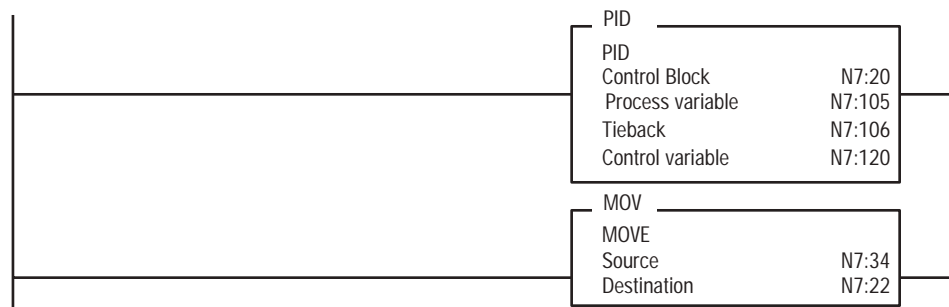 PID
PID
Control Block N7:20
Process variable N7:105
Tieback N7:106
Control variable N7:120
MOV
MOVE
Source N7:34
Destination N7:22